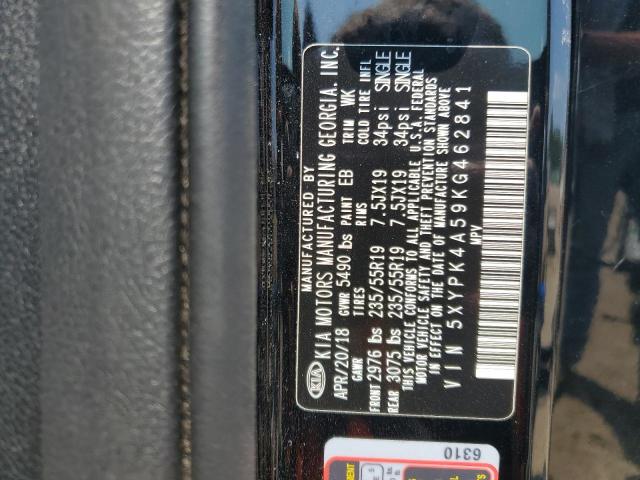 MANUFACTURED BY
KIA KIA MOTORS MANUFACTURING GEORGIA. INC.
APR/20/18 GVWR 5490 lbs PAINT EB TRIM WK
GAWR TIRES RIMS COLD TIRE INFL
FRONT 2976 lbs 235/55R19 7.5JX19 34psi SINGLE
REAR 3075 lbs 235/55R19 7.5JX19 34psi SINGLE
THIS VEHICLE CONFORMS TO ALL APPLICABLE U.S.A. FEDERAL
MOTOR VEHICLE SAFETY AND THEFT PREVENTION STANDARDS
IN EFFECT ON THE DATE OF MANUFACTURE SHOWN ABOVE
VIN 5XYPK4A59KG462841
MPV
6310